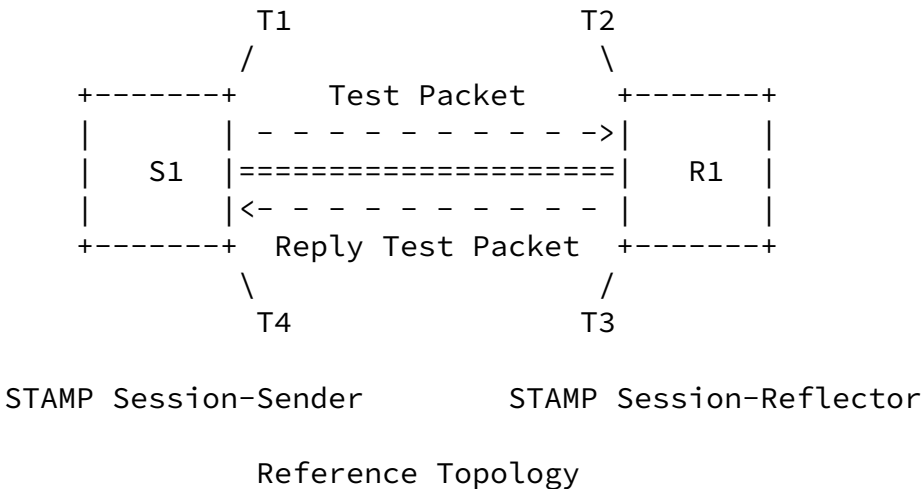 T1 T2
/ \
+-------+ Test Packet +-------+
| | - - - - - - - - - - ->| |
| S1 |=====================| R1 |
| |<- - - - - - - - - - - | |
+-------+ Reply Test Packet +-------+
\ /
T4 T3
STAMP Session-Sender STAMP Session-Reflector
Reference Topology